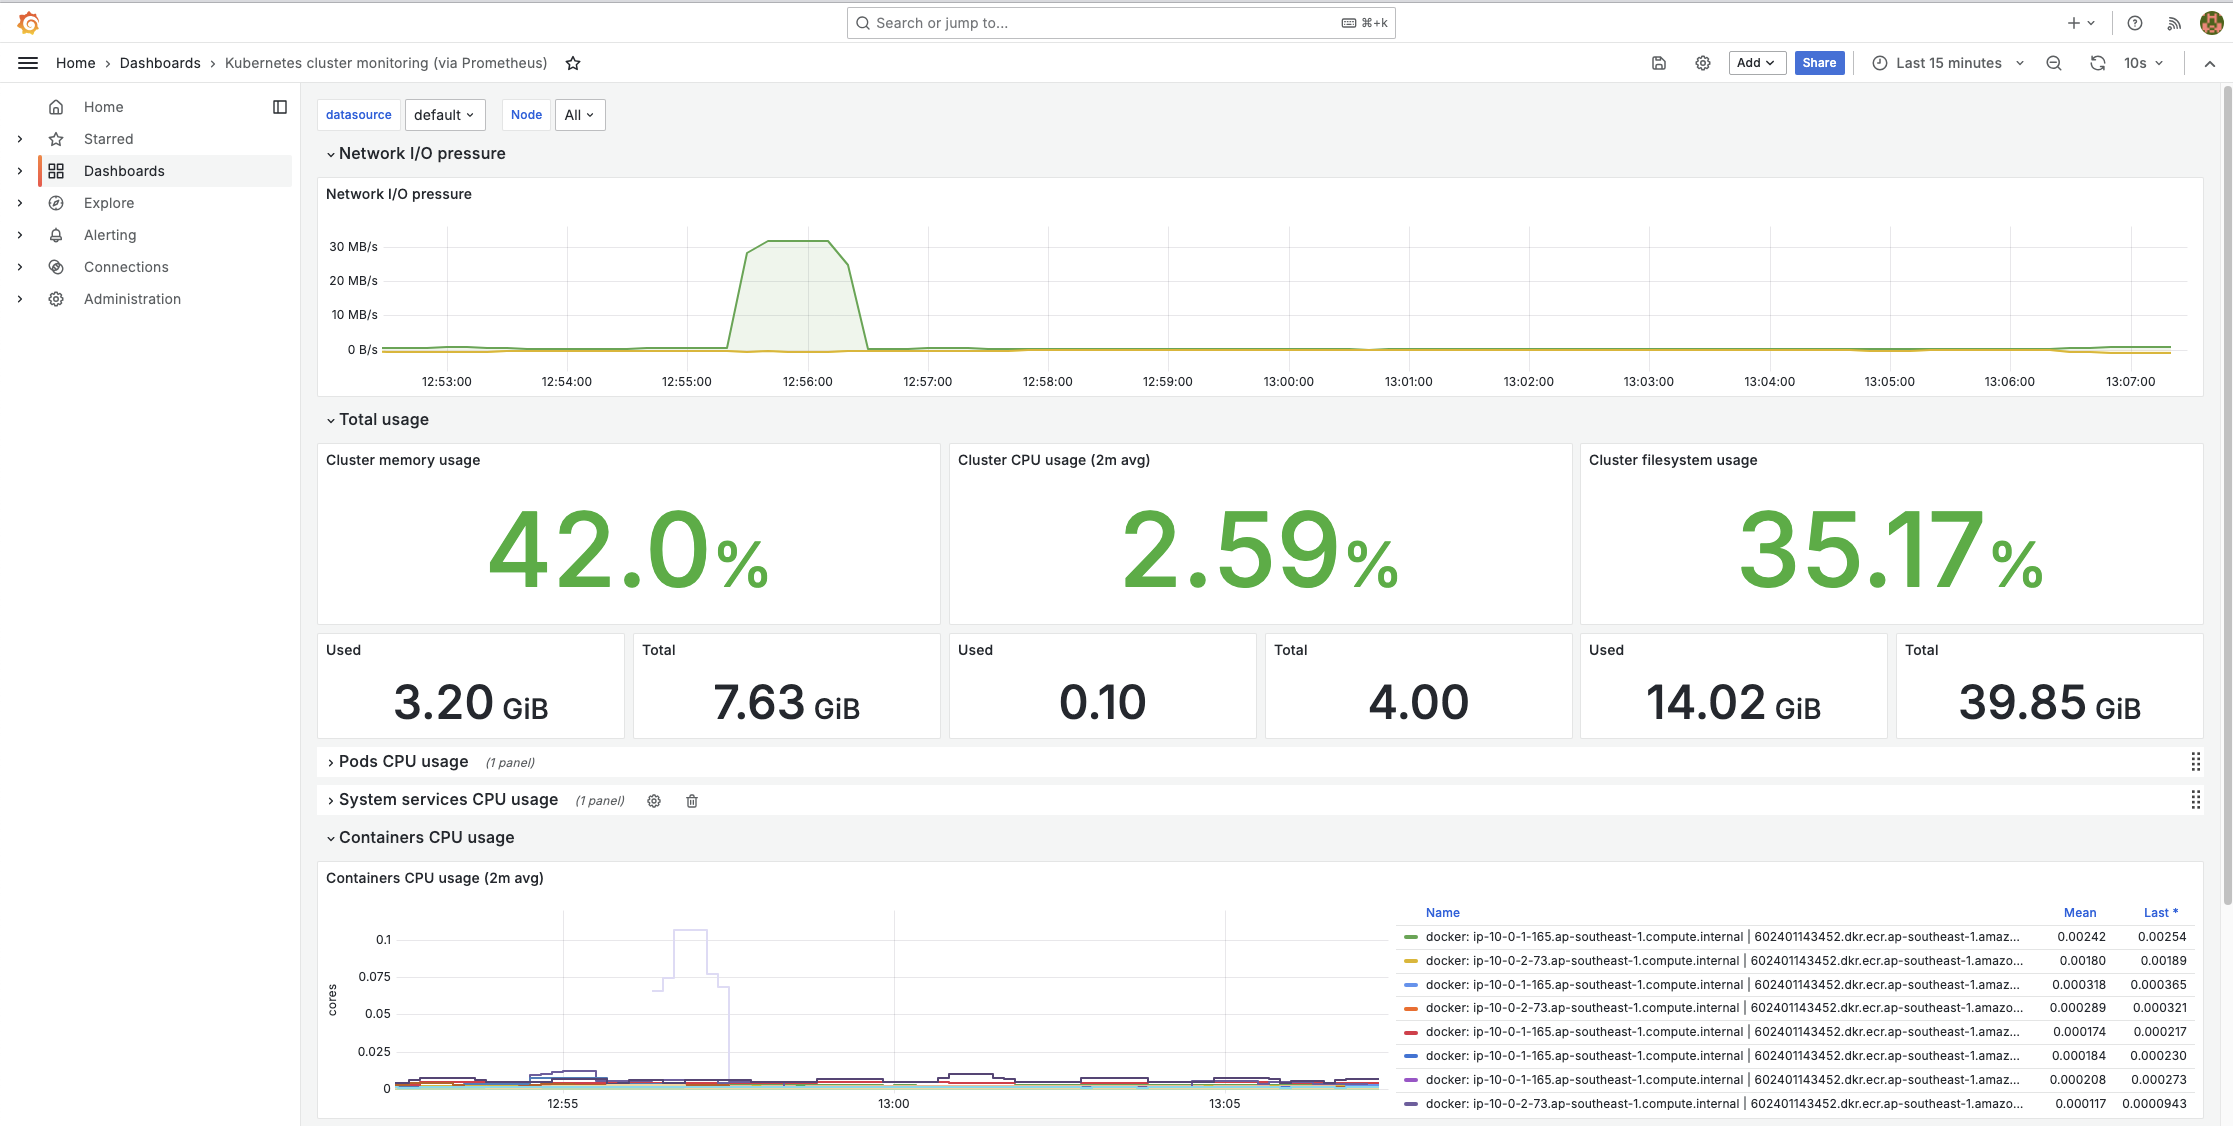 Search or jump to...
⌘+k
Home › Dashboards › Kubernetes cluster monitoring (via Prometheus)
Add
Share
Last 15 minutes
10s
Home
Starred
Dashboards
Explore
Alerting
Connections
Administration
datasource default Node All
Network I/O pressure
Network I/O pressure
30 MB/s
20 MB/s
10 MB/s
0 B/s
12:53:00 12:54:00 12:55:00 12:56:00 12:57:00 12:58:00 12:59:00 13:00:00 13:01:00 13:02:00 13:03:00 13:04:00 13:05:00 13:06:00 13:07:00
Total usage
Cluster memory usage
42.0%
Cluster CPU usage (2m avg)
2.59%
Cluster filesystem usage
35.17%
Used
3.20 GiB
Total
7.63 GiB
Used
0.10
Total
4.00
Used
14.02 GiB
Total
39.85 GiB
Pods CPU usage (1 panel)
System services CPU usage (1 panel)
Containers CPU usage
Containers CPU usage (2m avg)
cores
0.1
0.075
0.05
0.025
0
12:55 13:00 13:05
Name Mean Last *
docker: ip-10-0-1-165.ap-southeast-1.compute.internal | 602401143452.dkr.ecr.ap-southeast-1.amaz... 0.00242 0.00254
docker: ip-10-0-2-73.ap-southeast-1.compute.internal | 602401143452.dkr.ecr.ap-southeast-1.amazo... 0.00180 0.00189
docker: ip-10-0-1-165.ap-southeast-1.compute.internal | 602401143452.dkr.ecr.ap-southeast-1.amaz... 0.000318 0.000365
docker: ip-10-0-2-73.ap-southeast-1.compute.internal | 602401143452.dkr.ecr.ap-southeast-1.amazo... 0.000289 0.000321
docker: ip-10-0-1-165.ap-southeast-1.compute.internal | 602401143452.dkr.ecr.ap-southeast-1.amaz... 0.000174 0.000217
docker: ip-10-0-1-165.ap-southeast-1.compute.internal | 602401143452.dkr.ecr.ap-southeast-1.amaz... 0.000184 0.000230
docker: ip-10-0-1-165.ap-southeast-1.compute.internal | 602401143452.dkr.ecr.ap-southeast-1.amaz... 0.000208 0.000273
docker: ip-10-0-2-73.ap-southeast-1.compute.internal | 602401143452.dkr.ecr.ap-southeast-1.amazo... 0.000117 0.0000943